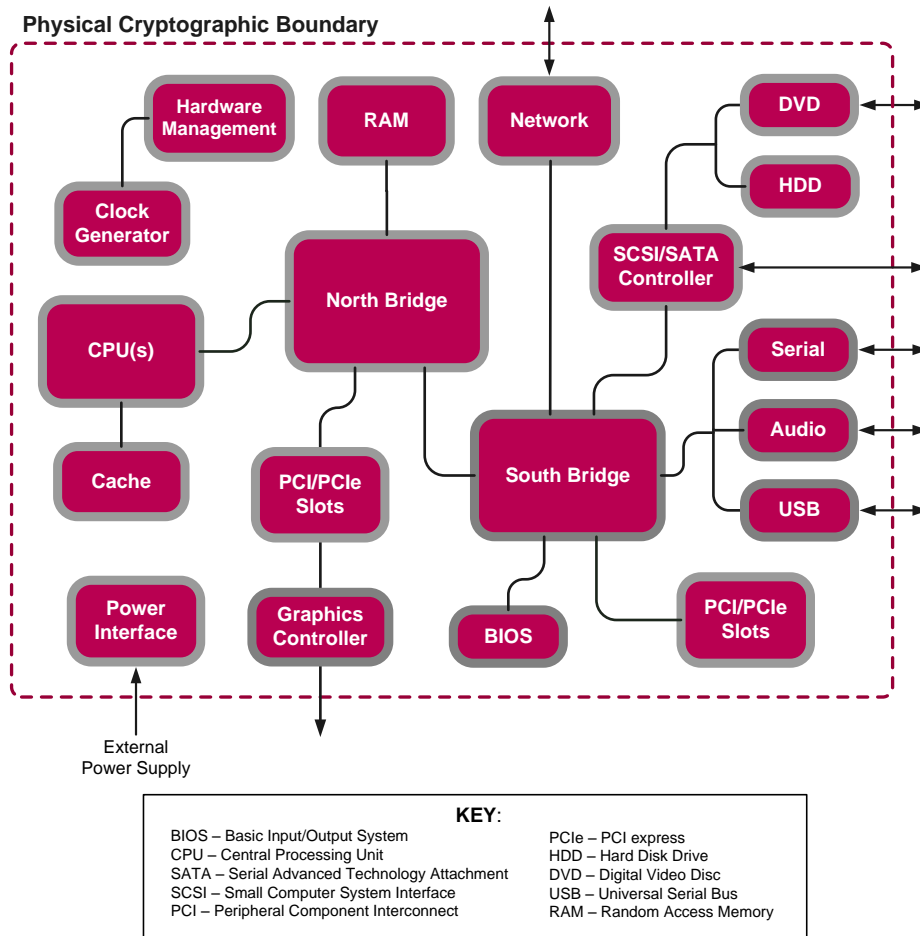 Physical Cryptographic Boundary
Hardware
Management
RAM
Network
DVD
HDD
Clock
Generator
SCSI/SATA
Controller
North Bridge
CPU(s)
Serial
Audio
Cache
PCI/PCIe
Slots
South Bridge
USB
Power
Interface
Graphics
Controller
BIOS
PCI/PCIe
Slots
External
Power Supply
KEY:
BIOS – Basic Input/Output System
CPU – Central Processing Unit
SATA – Serial Advanced Technology Attachment
SCSI – Small Computer System Interface
PCI – Peripheral Component Interconnect
PCIe – PCI express
HDD – Hard Disk Drive
DVD – Digital Video Disc
USB – Universal Serial Bus
RAM – Random Access Memory